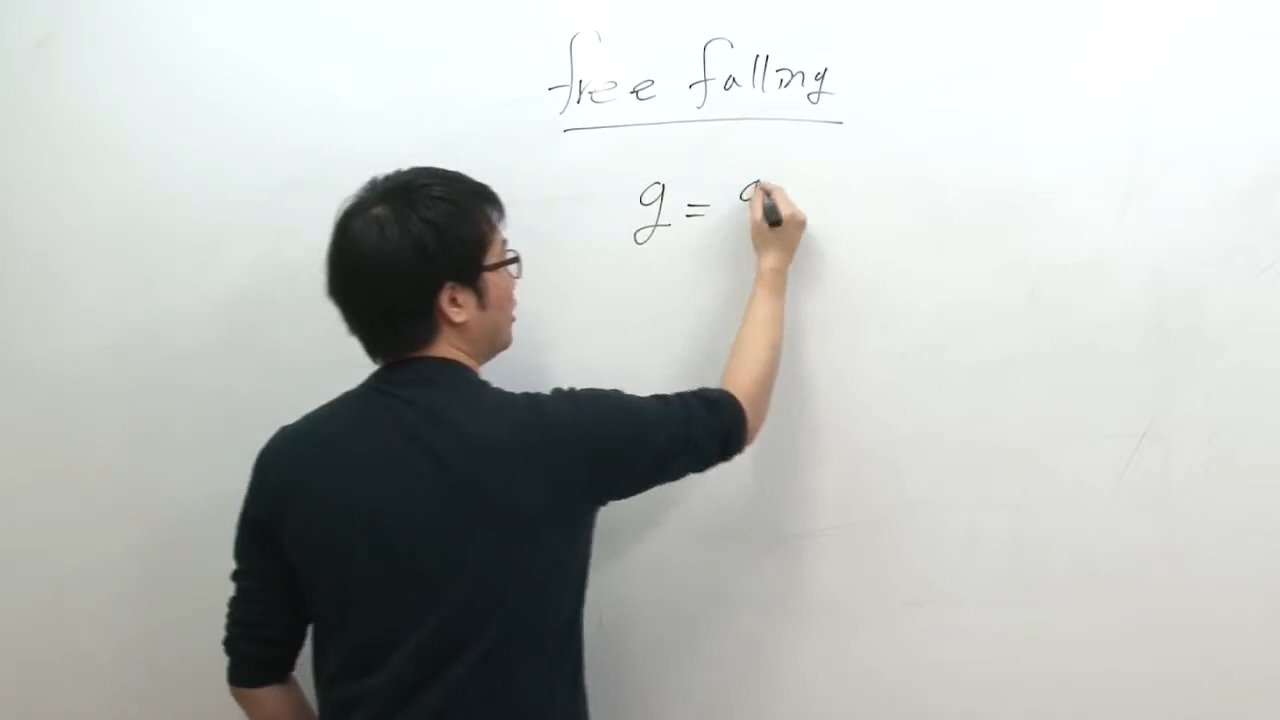 free falling
g =